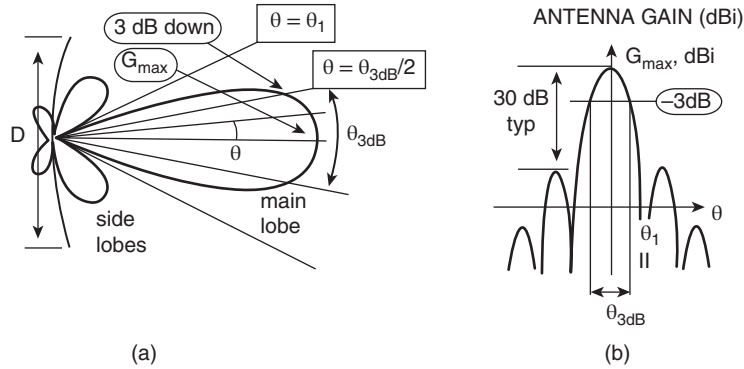 3 dB down
θ = θ1
ANTENNA GAIN (dBi)
Gmax
θ = θ3dB/2
Gmax, dBi
30 dB
typ
–3dB
D
θ
θ3dB
side
lobes
main
lobe
θ
θ1
II
θ3dB
(a)
(b)